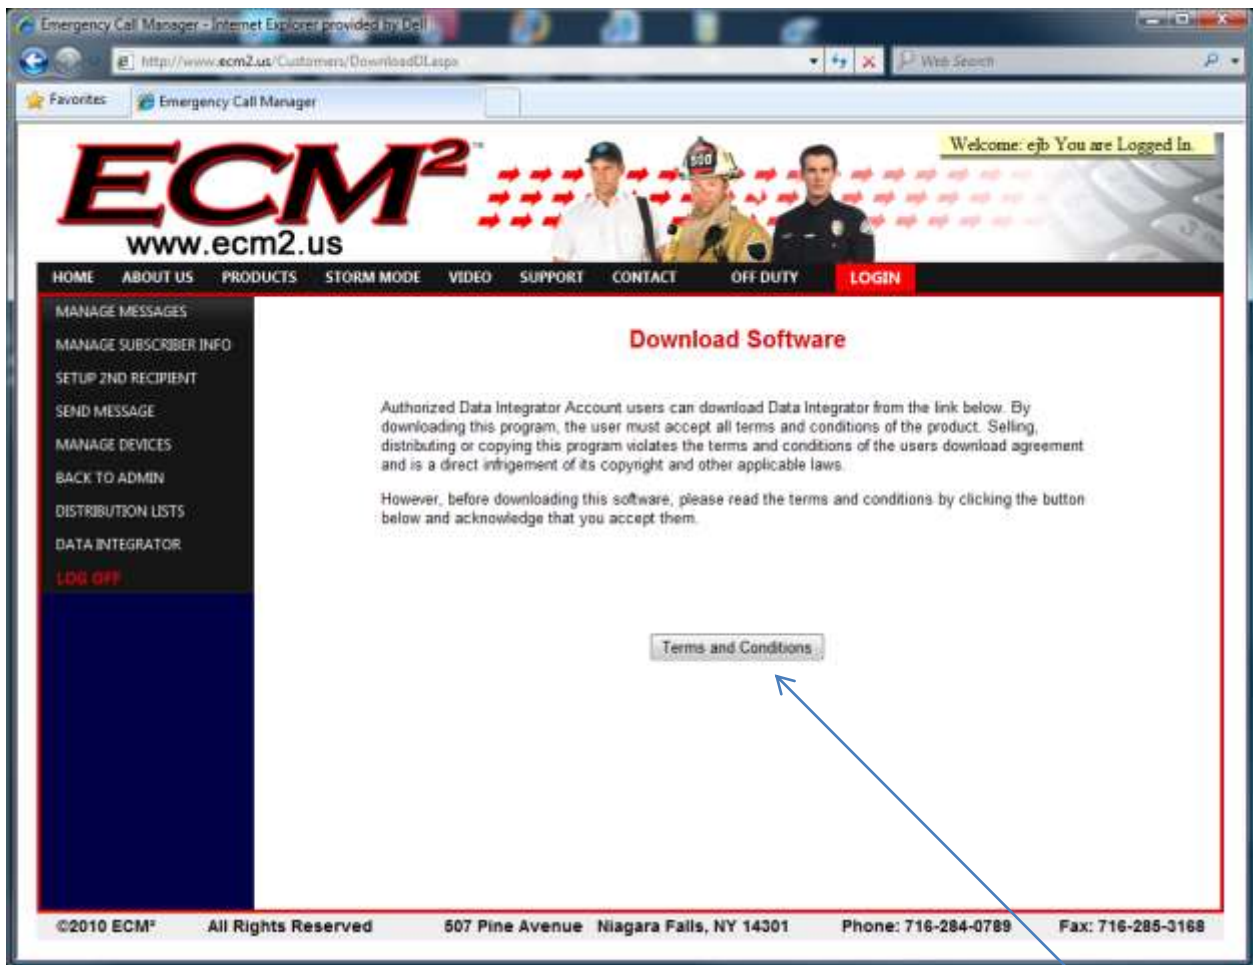 Emergency Call Manager - Internet Explorer provided by Dell
http://www.ecm2.us/Customers/DownloadDI.aspx
Web Search
Favorites
Emergency Call Manager
ECM²™
www.ecm2.us
500
Welcome: ejb You are Logged In.
HOME ABOUT US PRODUCTS STORM MODE VIDEO SUPPORT CONTACT OFF DUTY LOGIN
MANAGE MESSAGES
MANAGE SUBSCRIBER INFO
SETUP 2ND RECIPIENT
SEND MESSAGE
MANAGE DEVICES
BACK TO ADMIN
DISTRIBUTION LISTS
DATA INTEGRATOR
LOG OFF
Download Software
Authorized Data Integrator Account users can download Data Integrator from the link below. By
downloading this program, the user must accept all terms and conditions of the product. Selling,
distributing or copying this program violates the terms and conditions of the users download agreement
and is a direct infrigement of its copyright and other applicable laws.
However, before downloading this software, please read the terms and conditions by clicking the button
below and acknowledge that you accept them.
Terms and Conditions
©2010 ECM² All Rights Reserved 507 Pine Avenue Niagara Falls, NY 14301 Phone: 716-284-0789 Fax: 716-285-3168